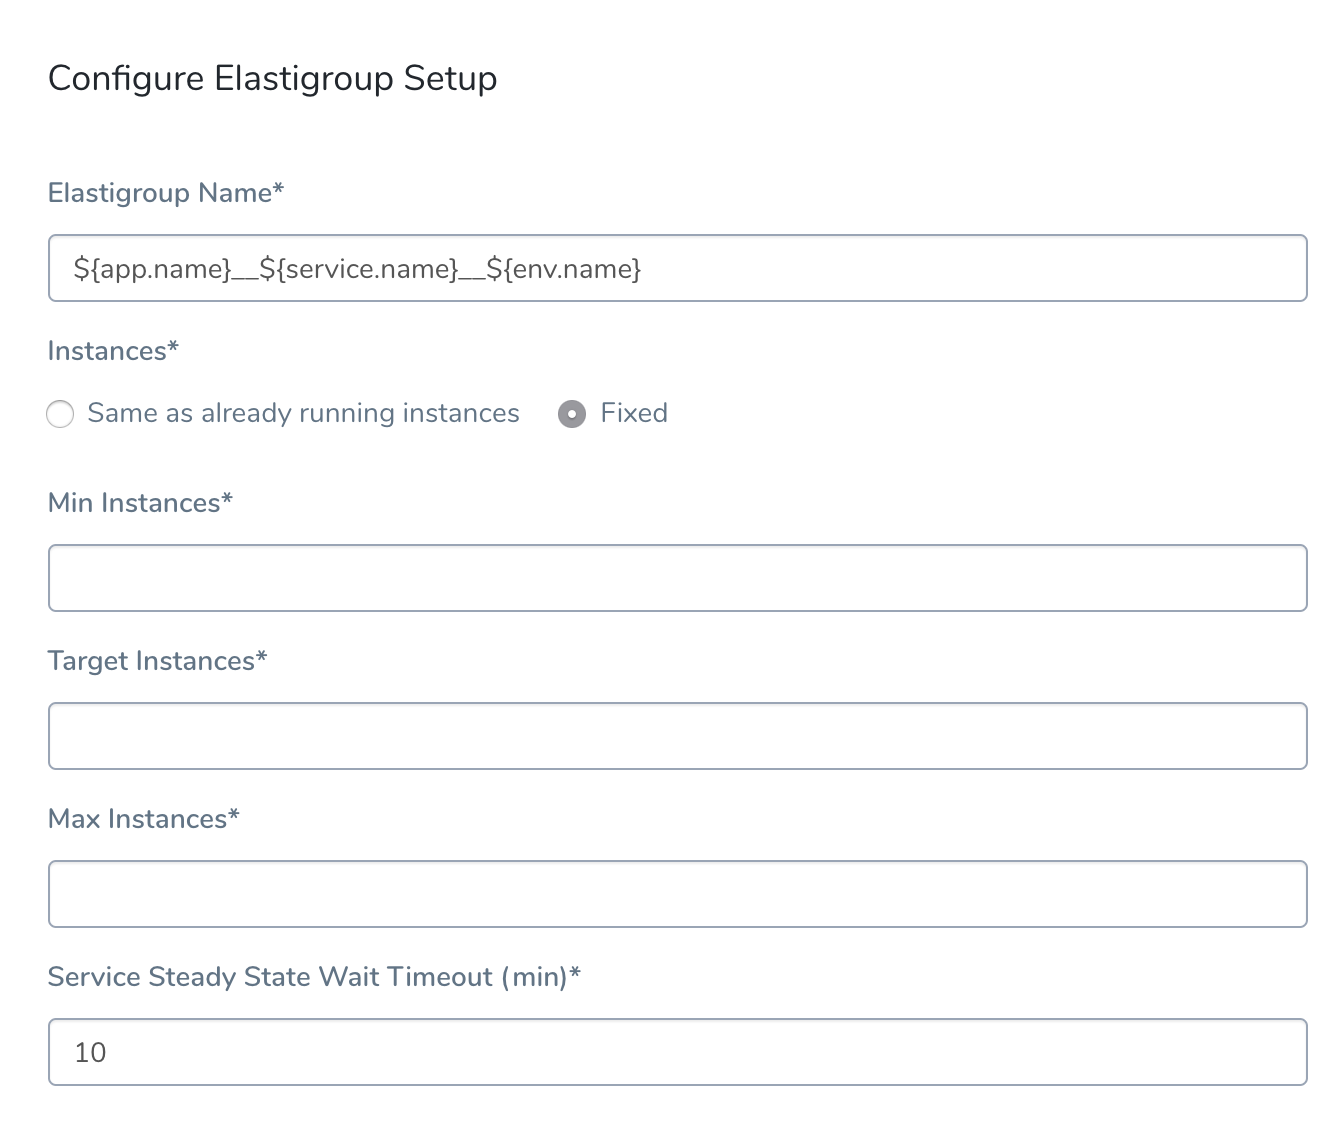 Configure Elastigroup Setup
Elastigroup Name*
${app.name}__${service.name}__${env.name}
Instances*
Same as already running instances Fixed
Min Instances*
Target Instances*
Max Instances*
Service Steady State Wait Timeout (min)*
10